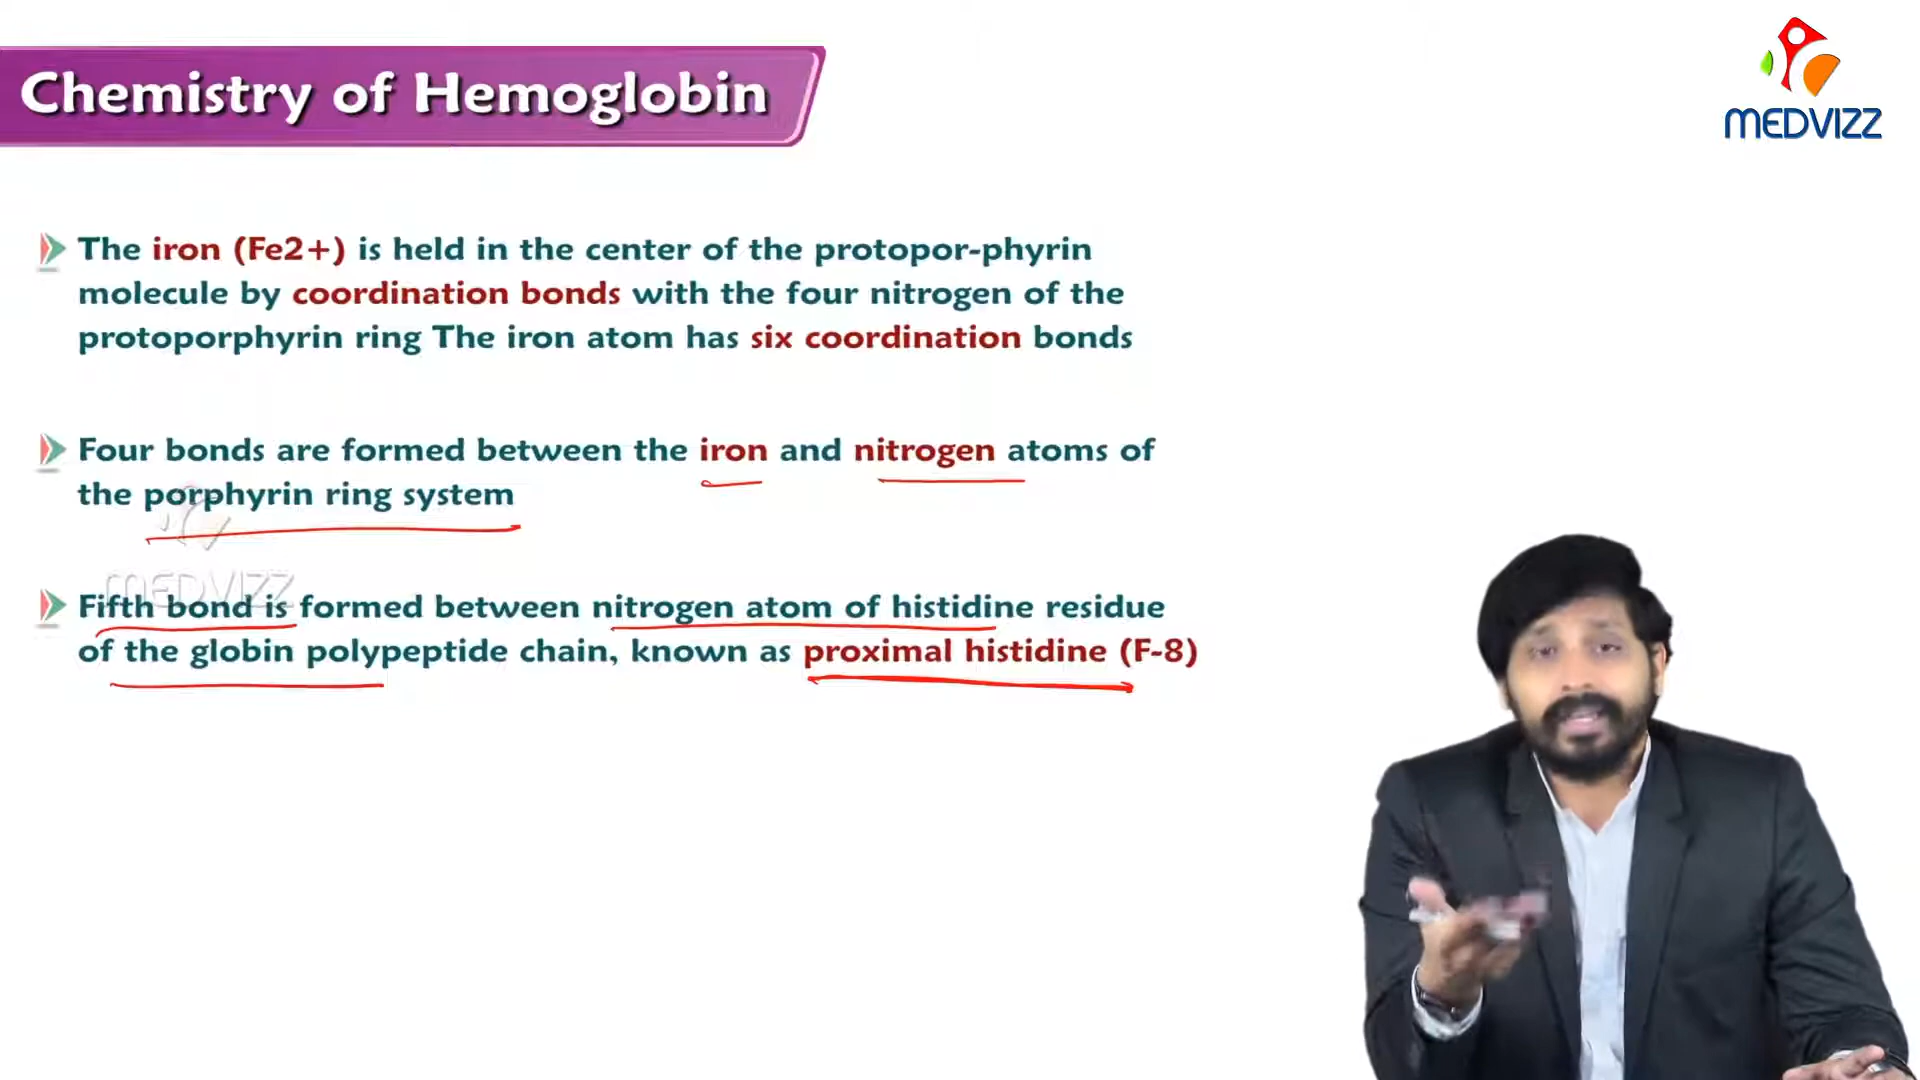 Chemistry of Hemoglobin
MEDVIZZ
The iron (Fe2+) is held in the center of the protopor-phyrin
molecule by coordination bonds with the four nitrogen of the
protoporphyrin ring The iron atom has six coordination bonds
Four bonds are formed between the iron and nitrogen atoms of
the porphyrin ring system
MEDVIZZ
Fifth bond is formed between nitrogen atom of histidine residue
of the globin polypeptide chain, known as proximal histidine (F-8)